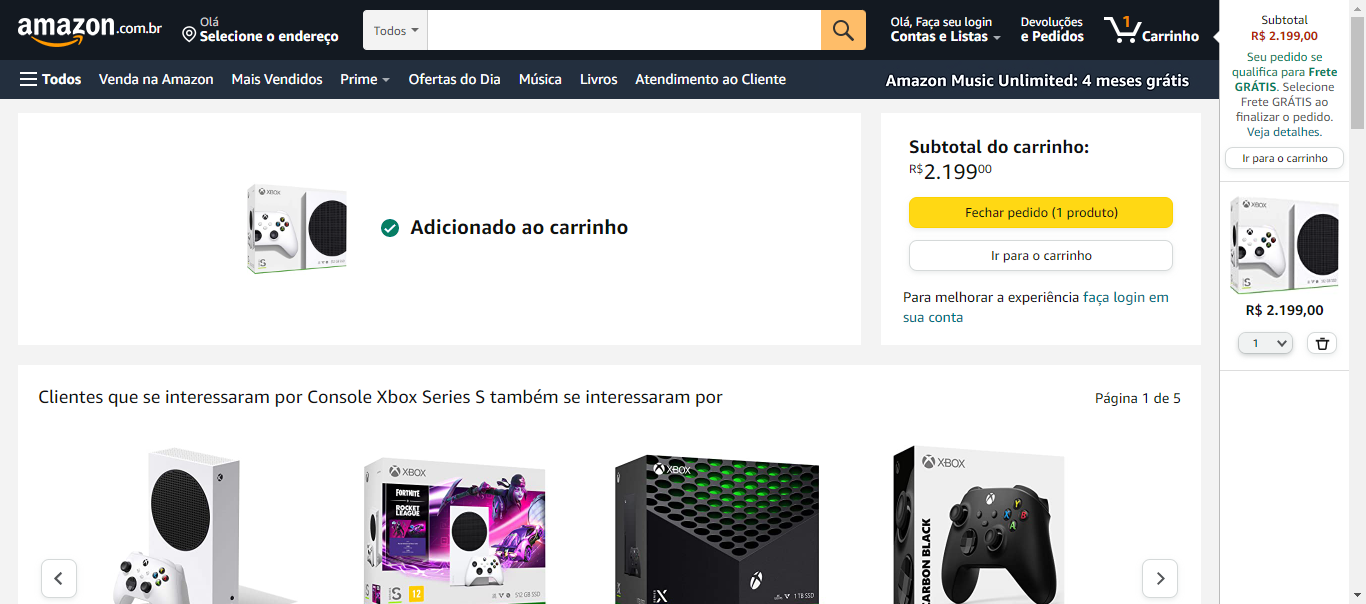 amazon.com.br
Olá
Selecione o endereço
Todos
Olá, Faça seu login
Contas e Listas
Devoluções
e Pedidos
1
Carrinho
Todos
Venda na Amazon
Mais Vendidos
Prime
Ofertas do Dia
Música
Livros
Atendimento ao Cliente
Amazon Music Unlimited: 4 meses grátis
Adicionado ao carrinho
XBOX
S
Subtotal do carrinho:
R$2.19900
Fechar pedido (1 produto)
Ir para o carrinho
Para melhorar a experiência faça login em
sua conta
Subtotal
R$ 2.199,00
Seu pedido se
qualifica para Frete
GRÁTIS. Selecione
Frete GRÁTIS ao
finalizar o pedido.
Veja detalhes.
Ir para o carrinho
XBOX
S
R$ 2.199,00
1
Clientes que se interessaram por Console Xbox Series S também se interessaram por
Página 1 de 5
XBOX
FORTNITE
ROCKET
LEAGUE
S
12
512 GB SSD
XBOX
X
1 TB SSD
XBOX
CARBON BLACK